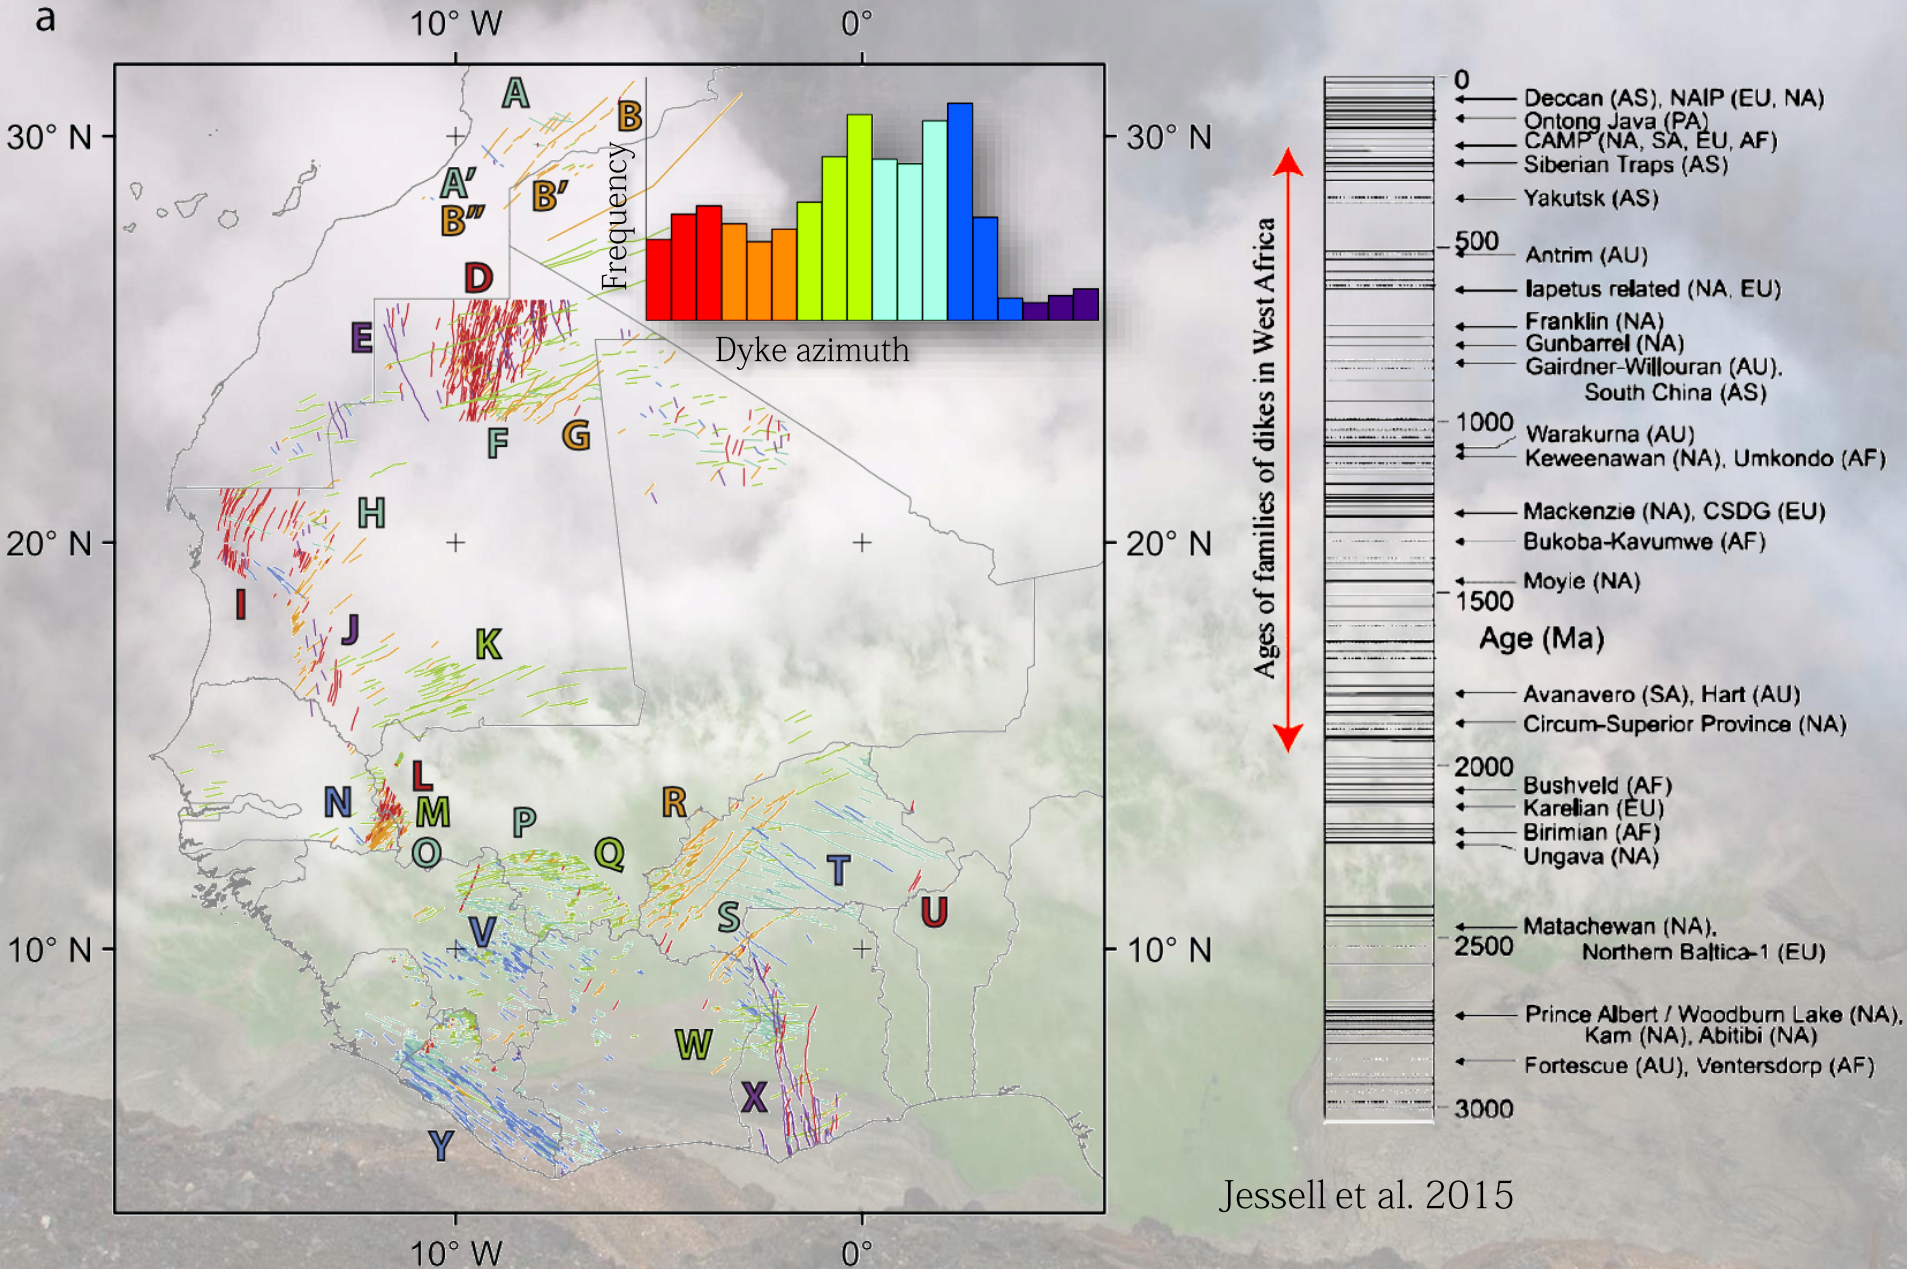 a
10° W
0°
30° N
30° N
20° N
20° N
10° N
10° N
10° W
0°
A
B
A′
B′
B″
D
E
F
G
H
I
J
K
L
N
M
P
R
O
Q
T
S
U
V
W
X
Y
Frequency
Dyke azimuth
Ages of families of dikes in West Africa
0
Deccan (AS), NAIP (EU, NA)
Ontong Java (PA)
CAMP (NA, SA, EU, AF)
Siberian Traps (AS)
Yakutsk (AS)
500
Antrim (AU)
Iapetus related (NA, EU)
Franklin (NA)
Gunbarrel (NA)
Gairdner-Willouran (AU),
South China (AS)
1000
Warakurna (AU)
Keweenawan (NA), Umkondo (AF)
Mackenzie (NA), CSDG (EU)
Bukoba-Kavumwe (AF)
Moyie (NA)
1500
Age (Ma)
Avanavero (SA), Hart (AU)
Circum-Superior Province (NA)
2000
Bushveld (AF)
Karelian (EU)
Birimian (AF)
Ungava (NA)
Matachewan (NA),
2500
Northern Baltica-1 (EU)
Prince Albert / Woodburn Lake (NA),
Kam (NA), Abitibi (NA)
Fortescue (AU), Ventersdorp (AF)
3000
Jessell et al. 2015